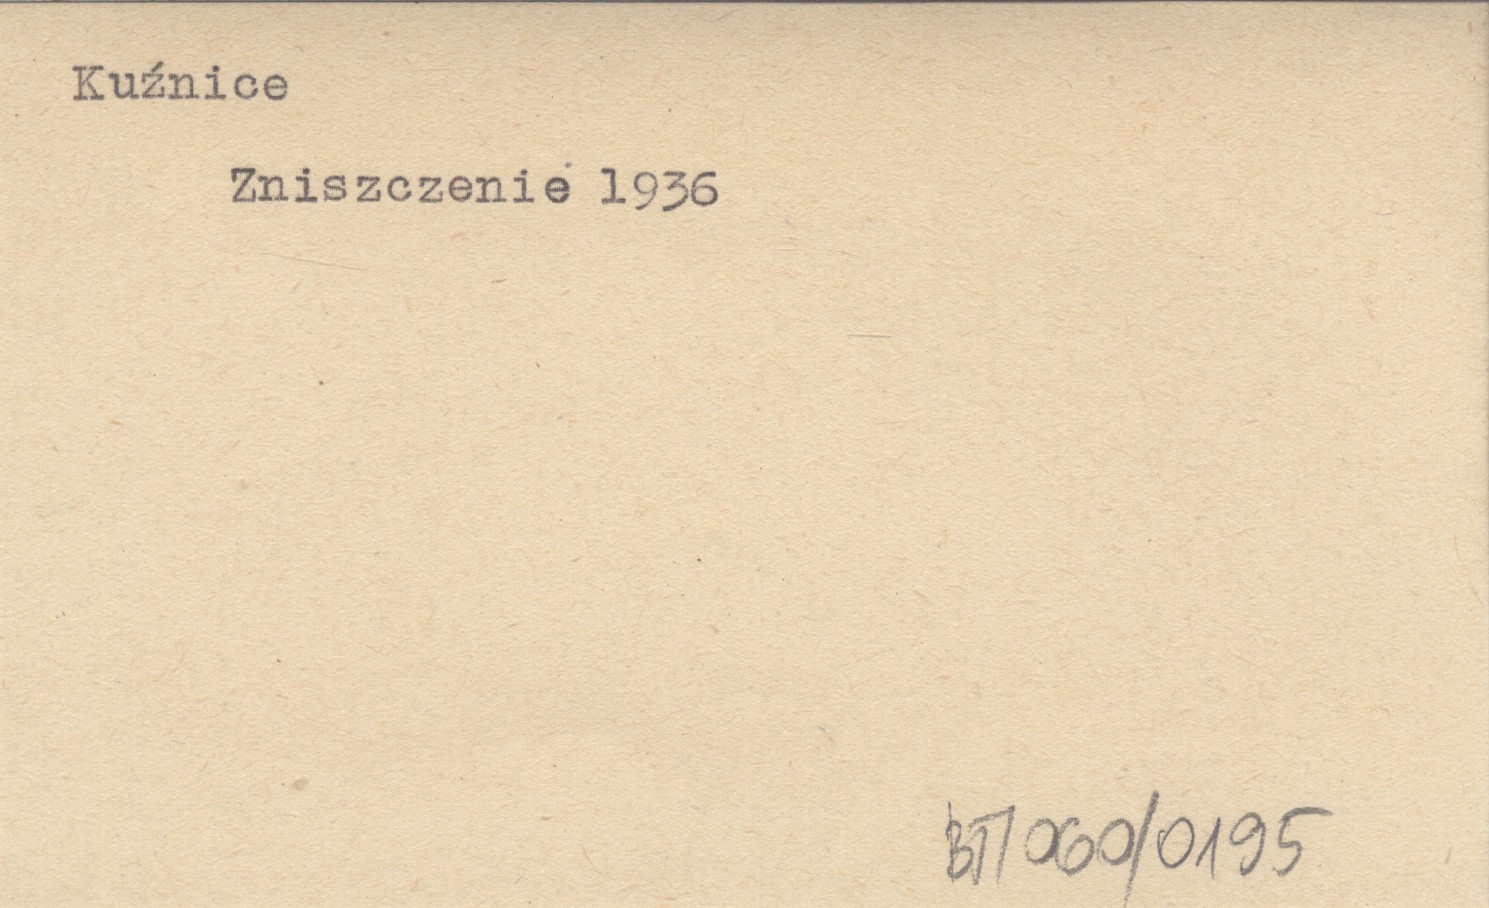 Kuźnice
Zniszczenie 1936
BT/060/0195